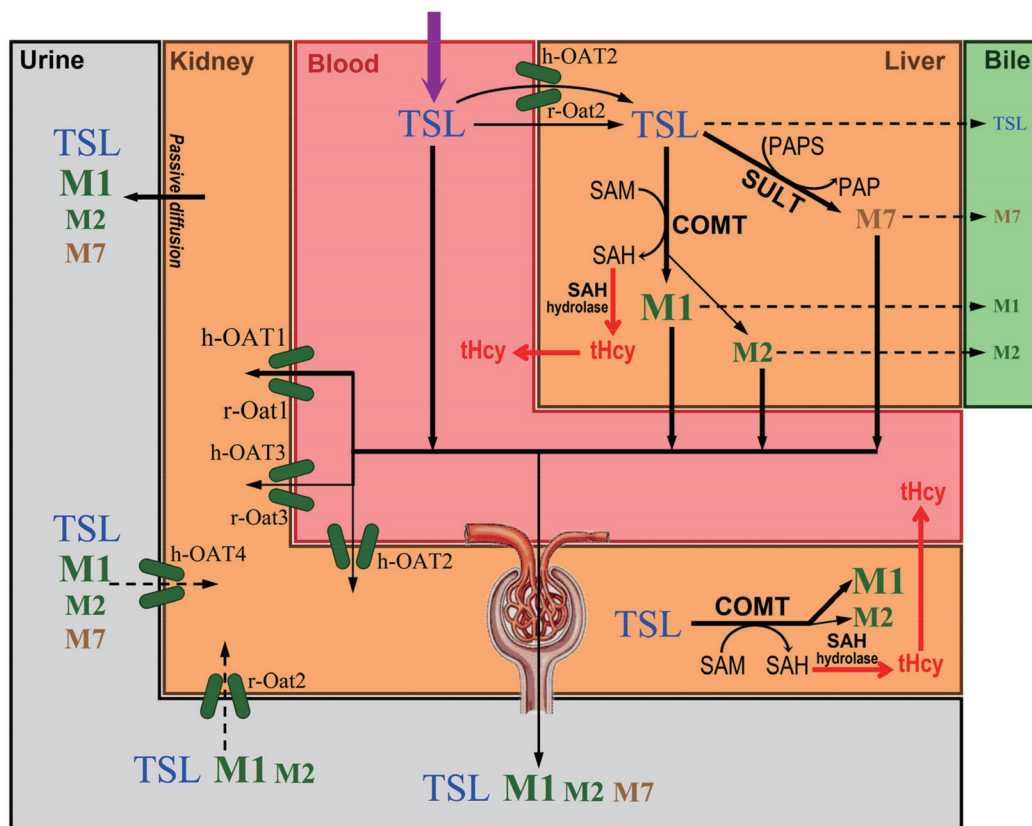 Urine
Kidney
Blood
Liver
Bile
h-OAT2
r-Oat2
TSL
TSL
TSL
PAPS
SULT
PAP
M7
M7
SAM
COMT
SAH
SAH
hydrolase
M1
M1
tHcy
tHcy
M2
M2
TSL
M1
M2
M7
Passive diffusion
h-OAT1
r-Oat1
h-OAT3
r-Oat3
h-OAT2
tHcy
TSL
M1
M2
M7
h-OAT4
r-Oat2
TSL M1 M2
TSL
COMT
M1
M2
SAM
SAH
SAH
hydrolase
tHcy
TSL M1 M2 M7